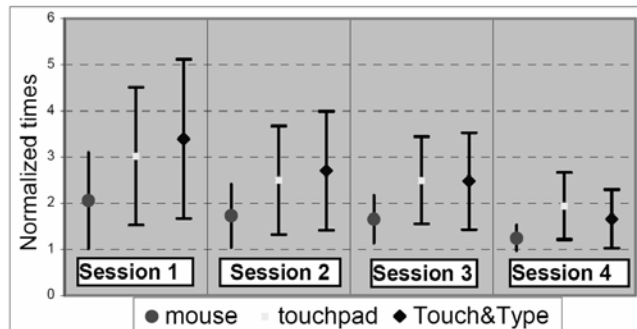 Normalized times
6
5
4
3
2
1
0
Session 1
Session 2
Session 3
Session 4
mouse touchpad Touch&Type